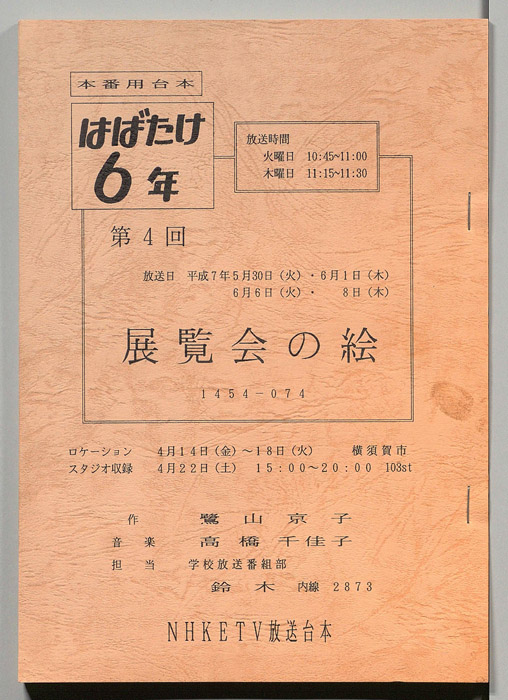 本番用台本
はばたけ
6年
放送時間
火曜日 10:45~11:00
木曜日 11:15~11:30
第4回
放送日 平成7年5月30日(火)・6月1日(木)
6月6日(火)・ 8日(木)
展覧会の絵
1454-074
ロケーション 4月14日(金)~18日(火) 横須賀市
スタジオ収録 4月22日(土) 15:00~20:00 103st
作 鷺山京子
音楽 高橋千佳子
担当 学校放送番組部
鈴木 内線 2873
NHKETV放送台本